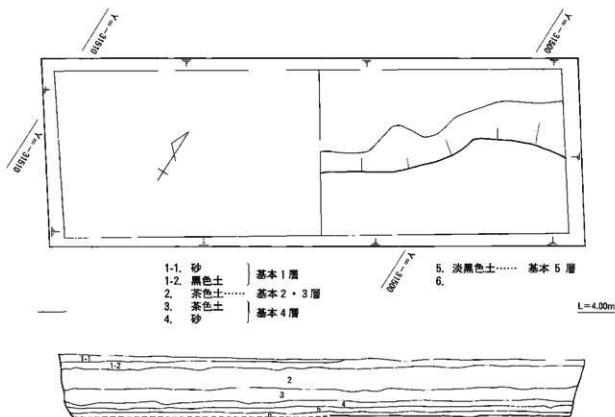 Y=-31510
Y=-31500
Y=-31510
Y=-31500
1-1. 砂
1-2. 黒色土
基本1層
2. 茶色土…… 基本2・3層
3. 茶色土
4. 砂
基本4層
5. 淡黒色土…… 基本5層
6.
L=4.00m
1-1
1-2
2
3
4
5
6